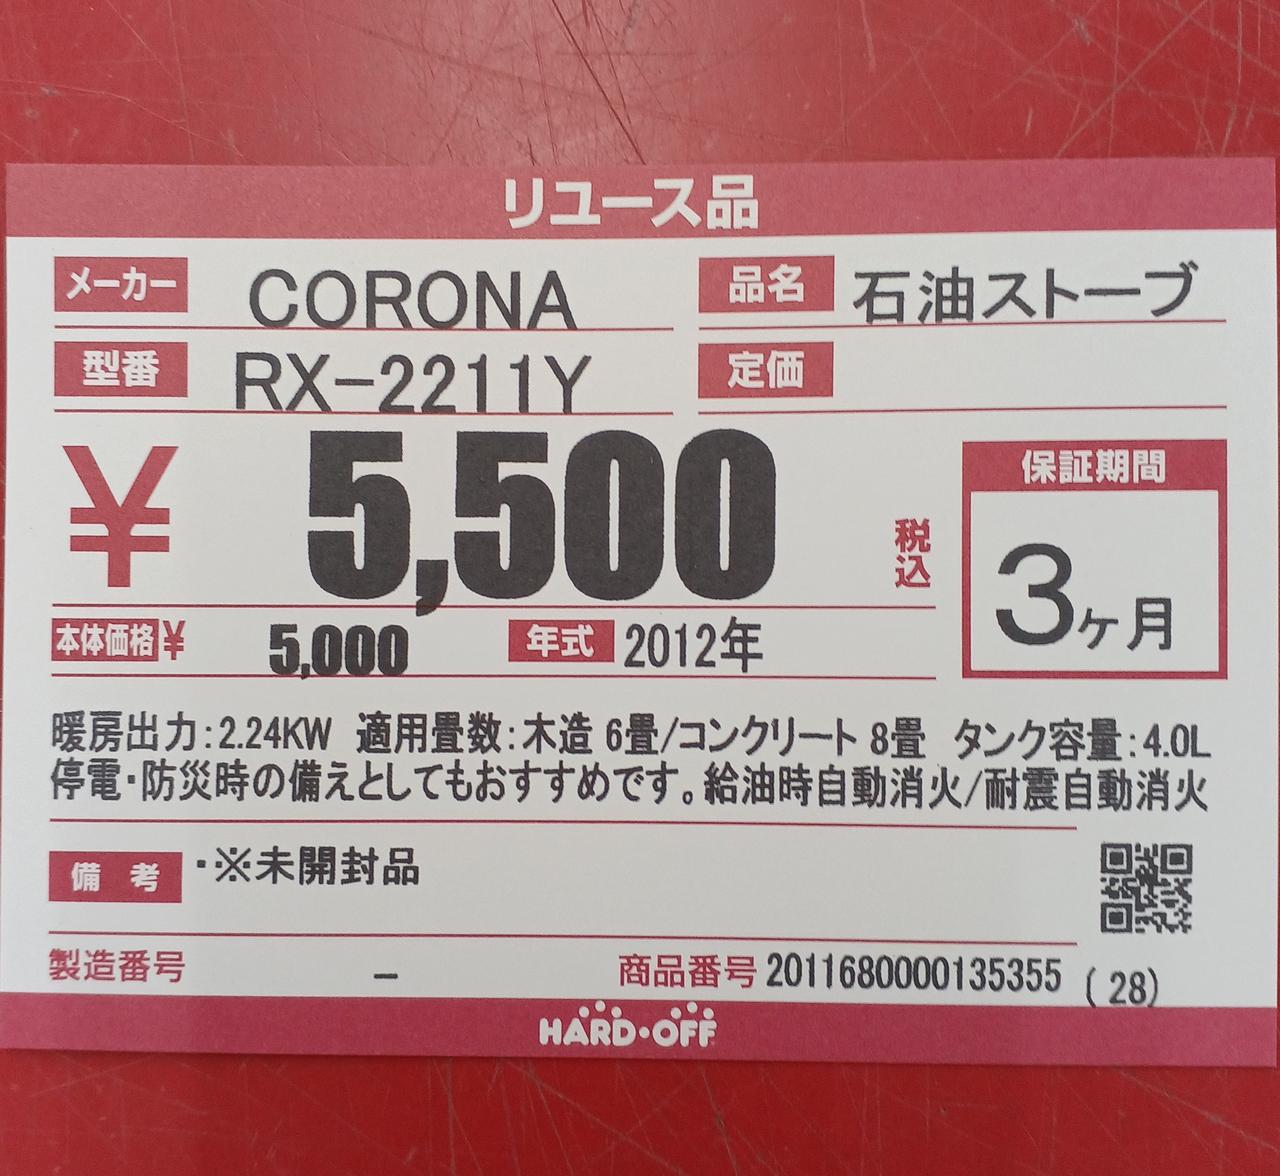 リユース品
メーカー CORONA 品名 石油ストーブ
型番 RX-2211Y 定価
¥ 5,500 税込
保証期間
3ヶ月
本体価格¥ 5,000 年式 2012年
暖房出力:2.24KW 適用畳数:木造 6畳/コンクリート 8畳 タンク容量:4.0L
停電・防災時の備えとしてもおすすめです。給油時自動消火/耐震自動消火
備考 ・※未開封品
製造番号 － 商品番号 2011680000135355 (28)
HARD・OFF